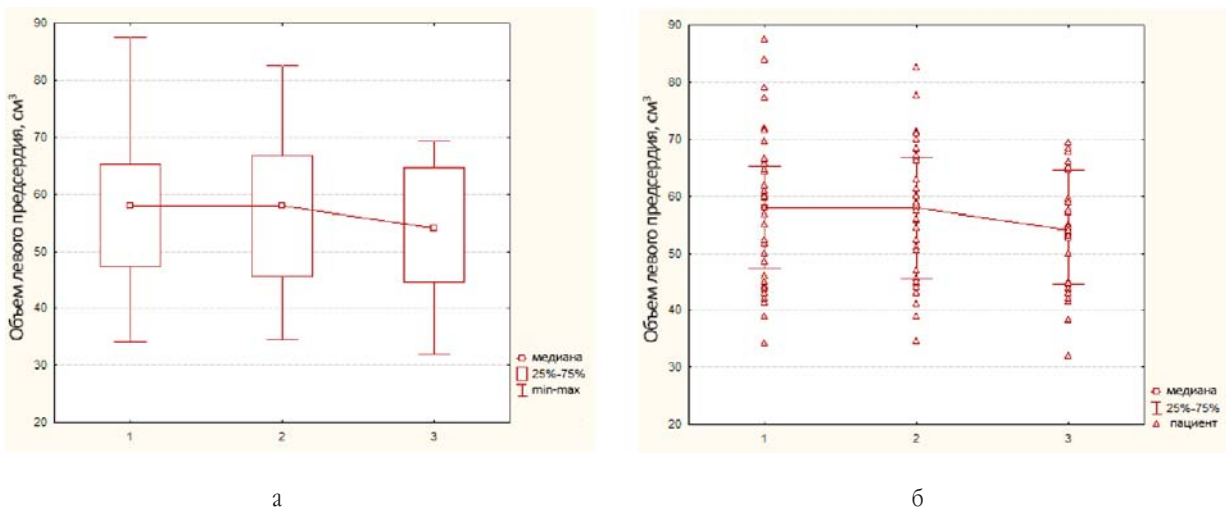 Объем левого предсердия, см³
90
80
70
60
50
40
30
20
1 2 3
медиана
25%-75%
min-max
а
Объем левого предсердия, см³
90
80
70
60
50
40
30
20
1 2 3
медиана
25%-75%
пациент
б